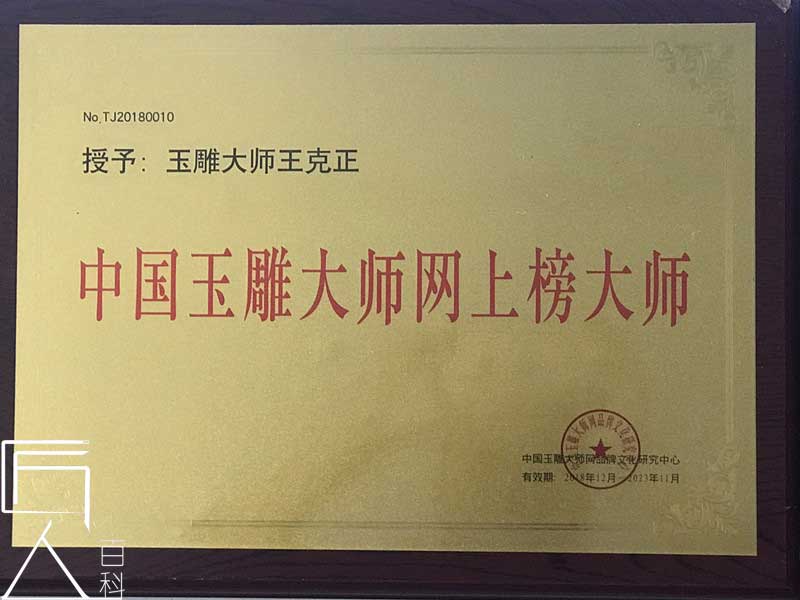 No.TJ20180010
授予：玉雕大师王克正
中国玉雕大师网上榜大师
中国玉雕大师网品牌文化研究中心
有效期：2018年12月－2023年11月
匠人
百科